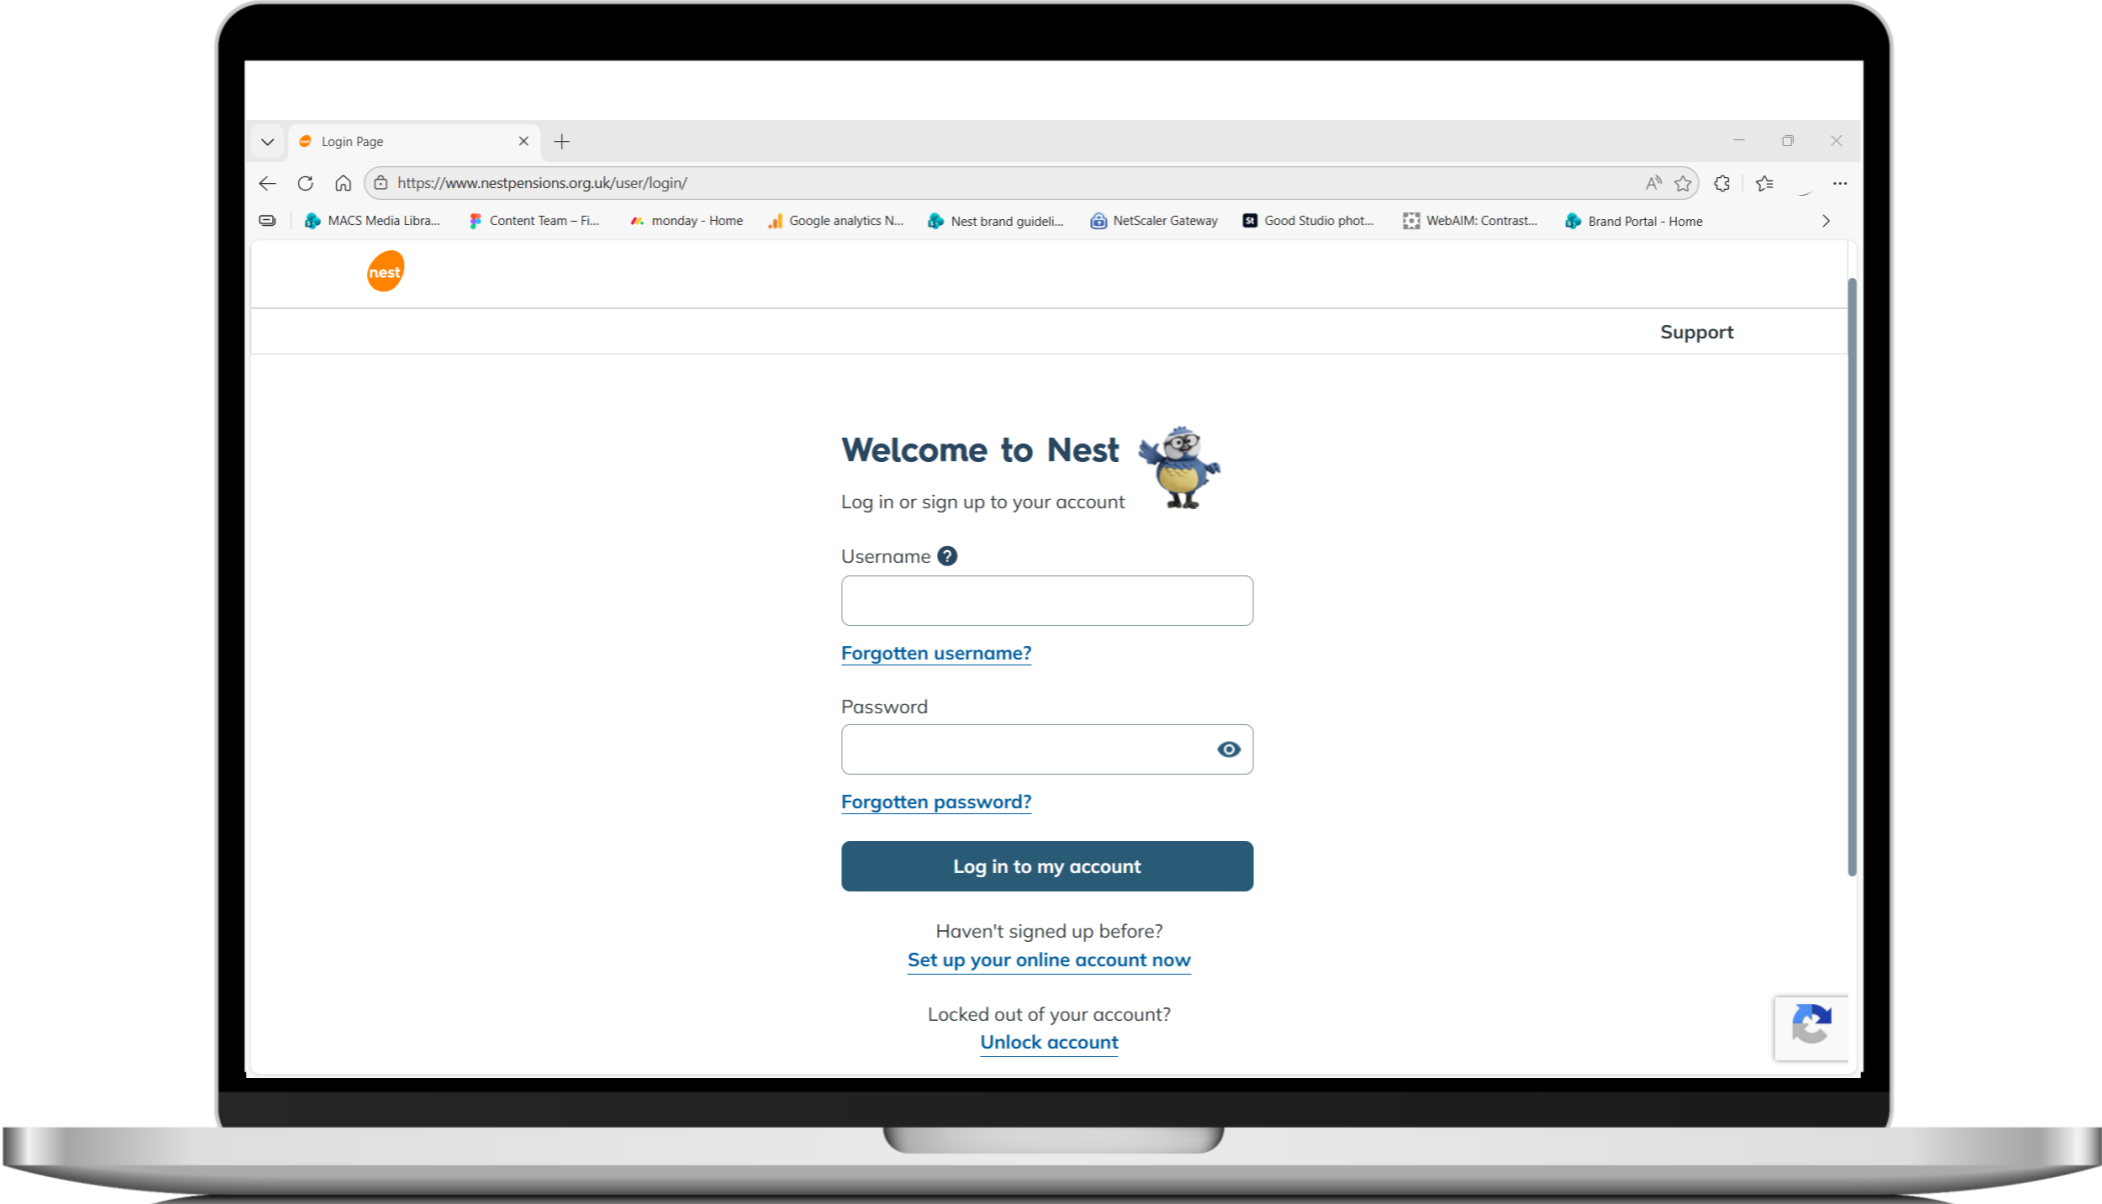 Login Page
https://www.nestpensions.org.uk/user/login/
MACS Media Libra... Content Team – Fi... monday - Home Google analytics N... Nest brand guideli... NetScaler Gateway St Good Studio phot... WebAIM: Contrast... Brand Portal - Home
nest
Support
Welcome to Nest
Log in or sign up to your account
Username ?
Forgotten username?
Password
Forgotten password?
Log in to my account
Haven't signed up before?
Set up your online account now
Locked out of your account?
Unlock account